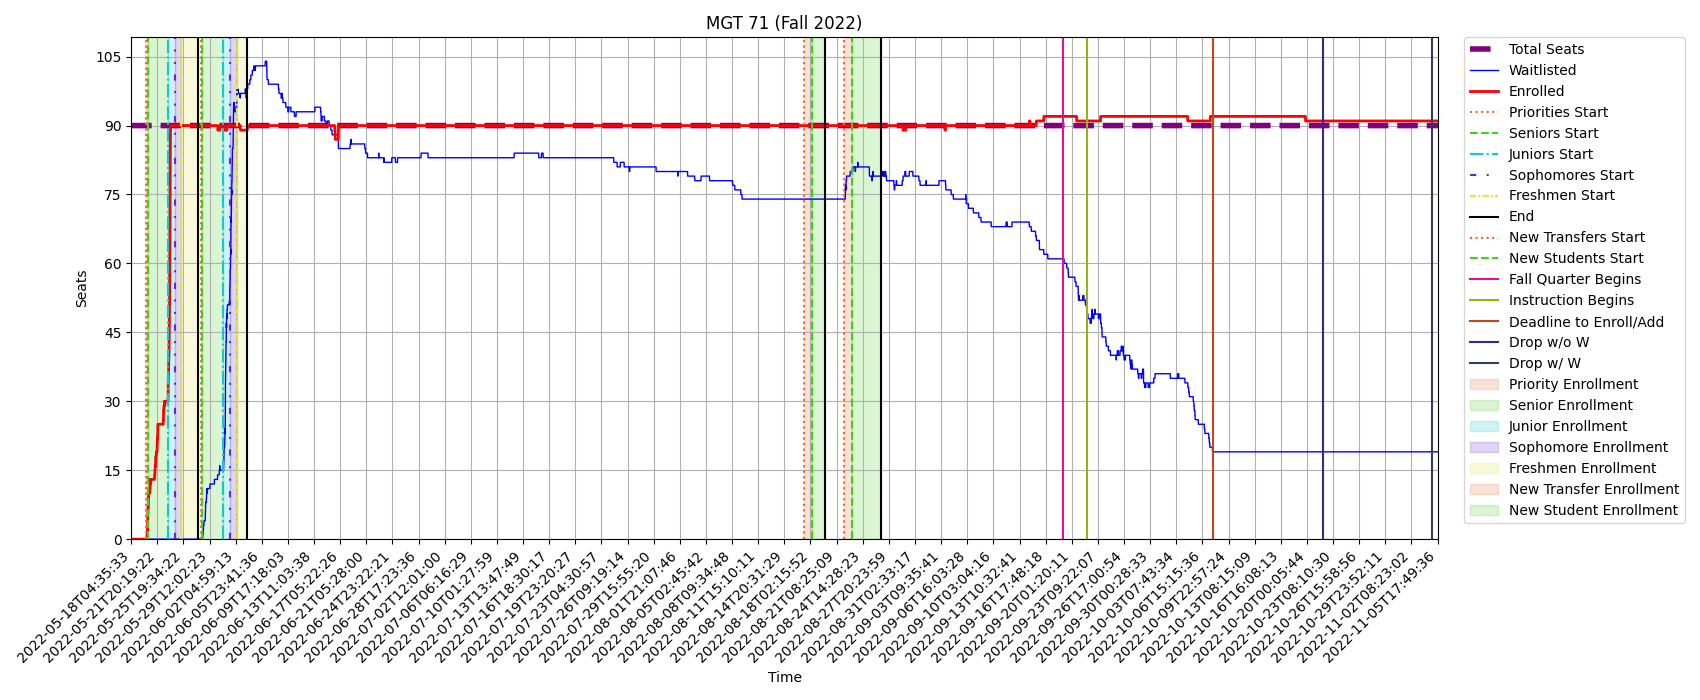 MGT 71 (Fall 2022)
Seats
105
90
75
60
45
30
15
0
2022-05-18T04:35:33
2022-05-21T20:19:22
2022-05-25T19:34:22
2022-05-29T12:02:23
2022-06-02T04:59:13
2022-06-05T23:41:36
2022-06-09T17:18:03
2022-06-13T11:03:38
2022-06-17T05:22:26
2022-06-21T05:28:00
2022-06-24T23:22:21
2022-06-28T17:23:36
2022-07-02T12:01:00
2022-07-06T06:16:29
2022-07-10T01:27:59
2022-07-13T13:47:49
2022-07-16T18:30:17
2022-07-19T23:20:27
2022-07-23T04:30:57
2022-07-26T09:19:14
2022-07-29T15:55:20
2022-08-01T21:07:46
2022-08-05T02:45:42
2022-08-08T09:34:48
2022-08-11T15:10:11
2022-08-14T20:31:29
2022-08-18T02:15:52
2022-08-21T08:25:09
2022-08-24T14:28:23
2022-08-27T20:23:59
2022-08-31T02:33:17
2022-09-03T09:35:41
2022-09-06T16:03:28
2022-09-10T03:04:16
2022-09-13T10:32:41
2022-09-16T17:48:18
2022-09-20T01:20:11
2022-09-23T09:22:07
2022-09-26T17:00:54
2022-09-30T00:28:33
2022-10-03T07:43:34
2022-10-06T15:15:36
2022-10-09T22:57:24
2022-10-13T08:15:09
2022-10-16T16:08:13
2022-10-20T00:05:44
2022-10-23T08:10:30
2022-10-26T15:58:56
2022-10-29T23:52:11
2022-11-02T08:23:02
2022-11-05T17:49:36
Time
Total Seats
Waitlisted
Enrolled
Priorities Start
Seniors Start
Juniors Start
Sophomores Start
Freshmen Start
End
New Transfers Start
New Students Start
Fall Quarter Begins
Instruction Begins
Deadline to Enroll/Add
Drop w/o W
Drop w/ W
Priority Enrollment
Senior Enrollment
Junior Enrollment
Sophomore Enrollment
Freshmen Enrollment
New Transfer Enrollment
New Student Enrollment